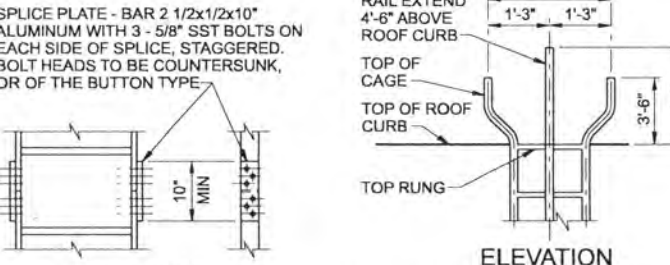 SPLICE PLATE - BAR 2 1/2x1/2x10"
ALUMINUM WITH 3 - 5/8" SST BOLTS ON
EACH SIDE OF SPLICE, STAGGERED.
BOLT HEADS TO BE COUNTERSUNK,
OR OF THE BUTTON TYPE
10"
MIN
RAIL EXTEND
4'-6" ABOVE
ROOF CURB
1'-3" 1'-3"
TOP OF
CAGE
TOP OF ROOF
CURB
3'-6"
TOP RUNG
ELEVATION